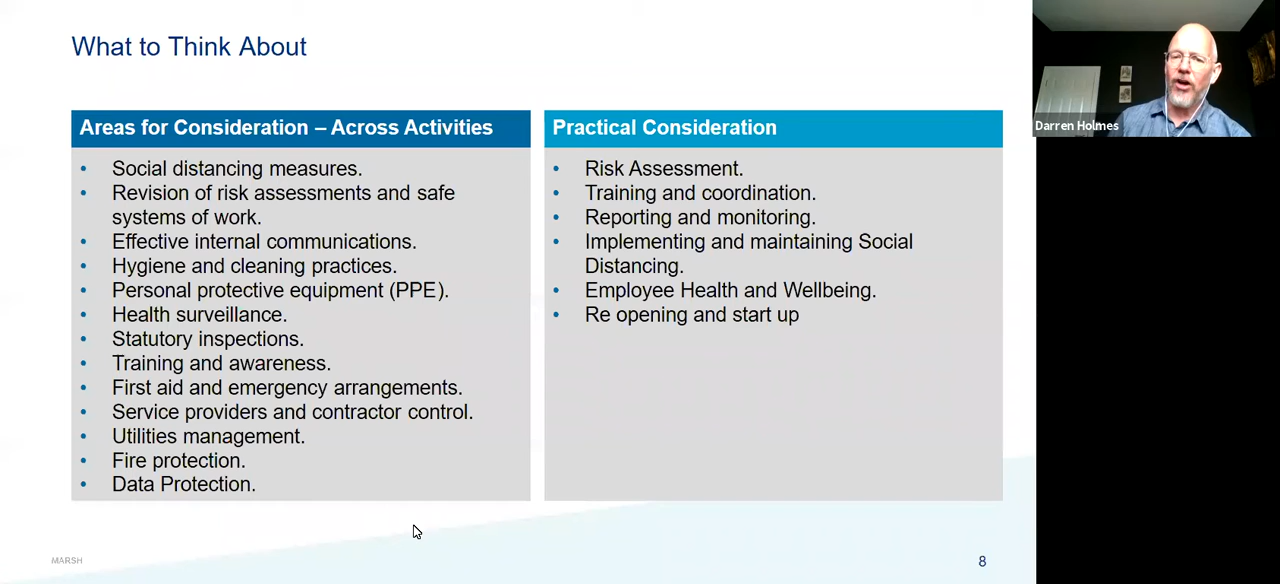 What to Think About
Areas for Consideration – Across Activities
• Social distancing measures.
• Revision of risk assessments and safe
systems of work.
• Effective internal communications.
• Hygiene and cleaning practices.
• Personal protective equipment (PPE).
• Health surveillance.
• Statutory inspections.
• Training and awareness.
• First aid and emergency arrangements.
• Service providers and contractor control.
• Utilities management.
• Fire protection.
• Data Protection.
Practical Consideration
• Risk Assessment.
• Training and coordination.
• Reporting and monitoring.
• Implementing and maintaining Social
Distancing.
• Employee Health and Wellbeing.
• Re opening and start up
Darren Holmes
MARSH
8